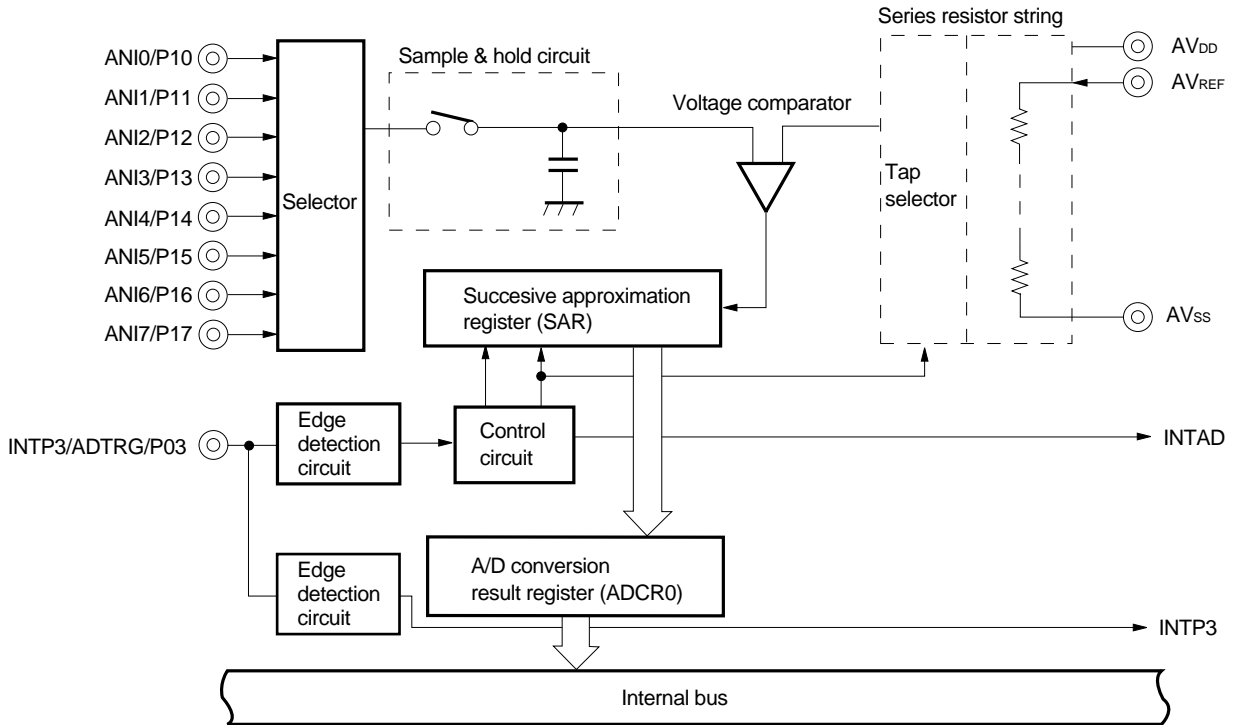 Series resistor string
ANI0/P10
ANI1/P11
ANI2/P12
ANI3/P13
ANI4/P14
ANI5/P15
ANI6/P16
ANI7/P17
Selector
Sample & hold circuit
Voltage comparator
Tap
selector
AVDD
AVREF
AVSS
Succesive approximation
register (SAR)
INTP3/ADTRG/P03
Edge
detection
circuit
Control
circuit
INTAD
Edge
detection
circuit
A/D conversion
result register (ADCR0)
INTP3
Internal bus